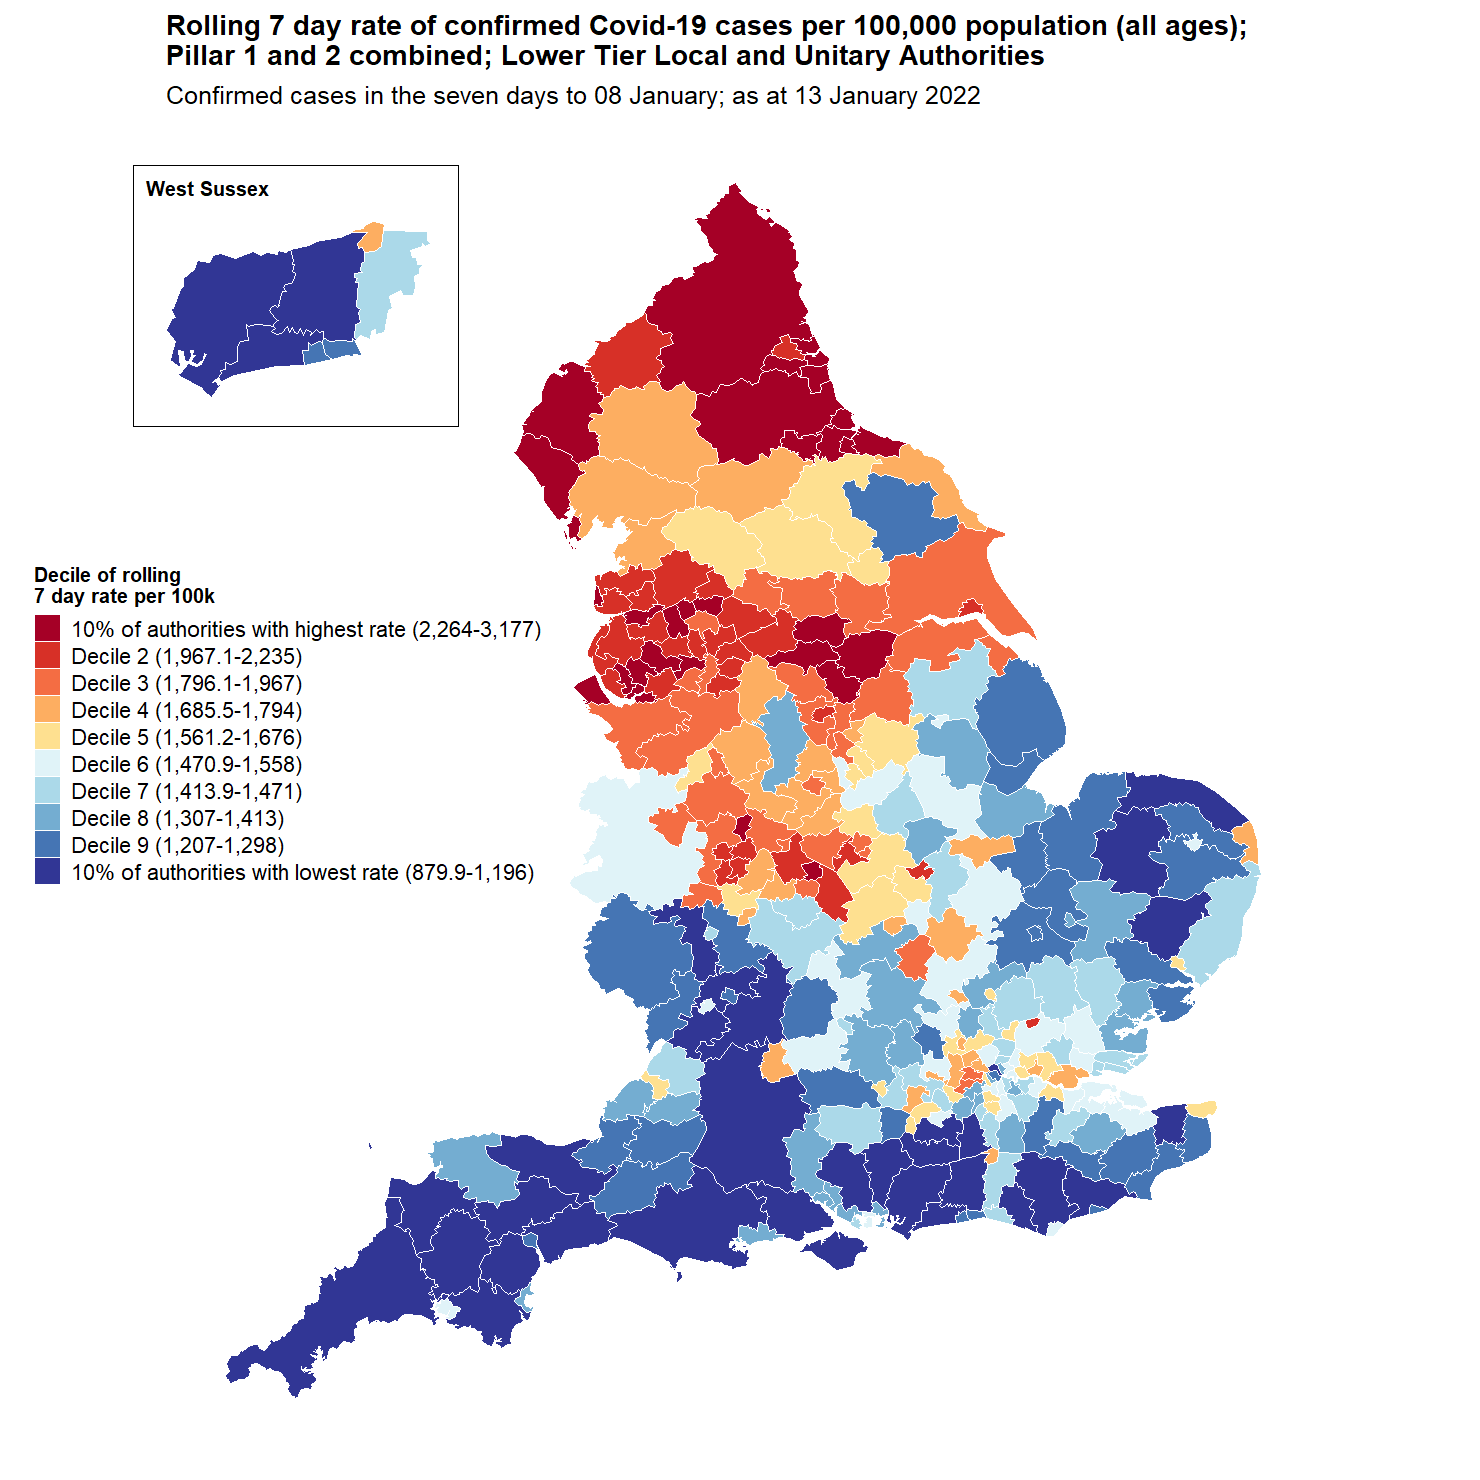 Rolling 7 day rate of confirmed Covid-19 cases per 100,000 population (all ages);
Pillar 1 and 2 combined; Lower Tier Local and Unitary Authorities
Confirmed cases in the seven days to 08 January; as at 13 January 2022
West Sussex
Decile of rolling
7 day rate per 100k
10% of authorities with highest rate (2,264-3,177)
Decile 2 (1,967.1-2,235)
Decile 3 (1,796.1-1,967)
Decile 4 (1,685.5-1,794)
Decile 5 (1,561.2-1,676)
Decile 6 (1,470.9-1,558)
Decile 7 (1,413.9-1,471)
Decile 8 (1,307-1,413)
Decile 9 (1,207-1,298)
10% of authorities with lowest rate (879.9-1,196)